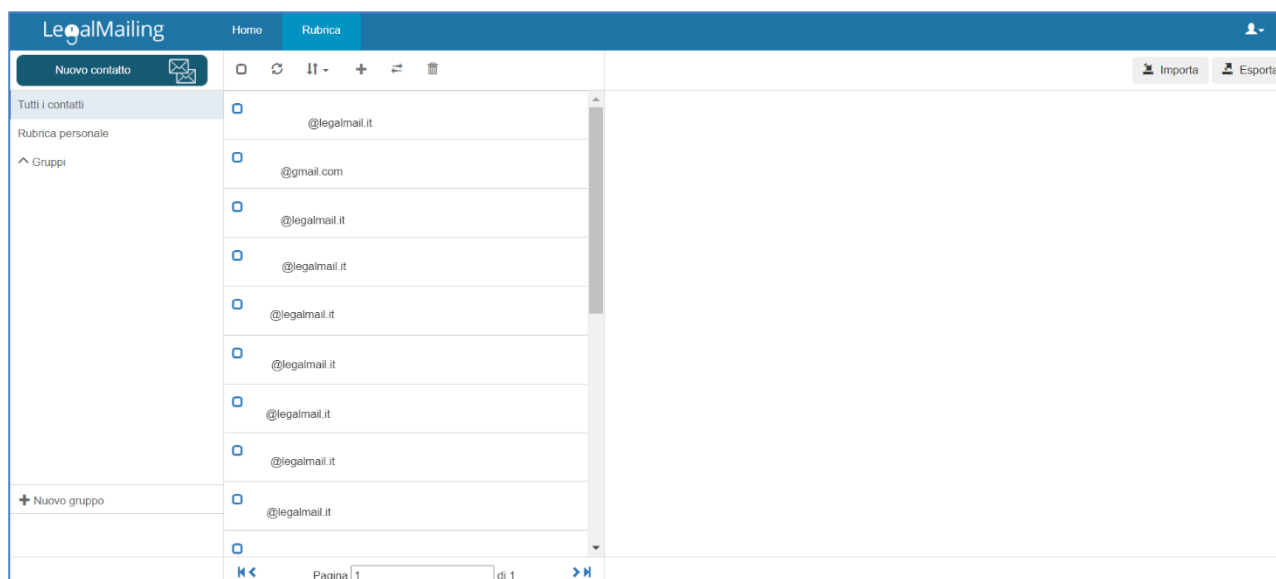 LegalMailing
Home
Rubrica
Nuovo contatto
Importa
Esporta
Tutti i contatti
Rubrica personale
Gruppi
Nuovo gruppo
@legalmail.it
@gmail.com
@legalmail.it
@legalmail.it
@legalmail.it
@legalmail.it
@legalmail.it
@legalmail.it
@legalmail.it
Pagina 1 di 1